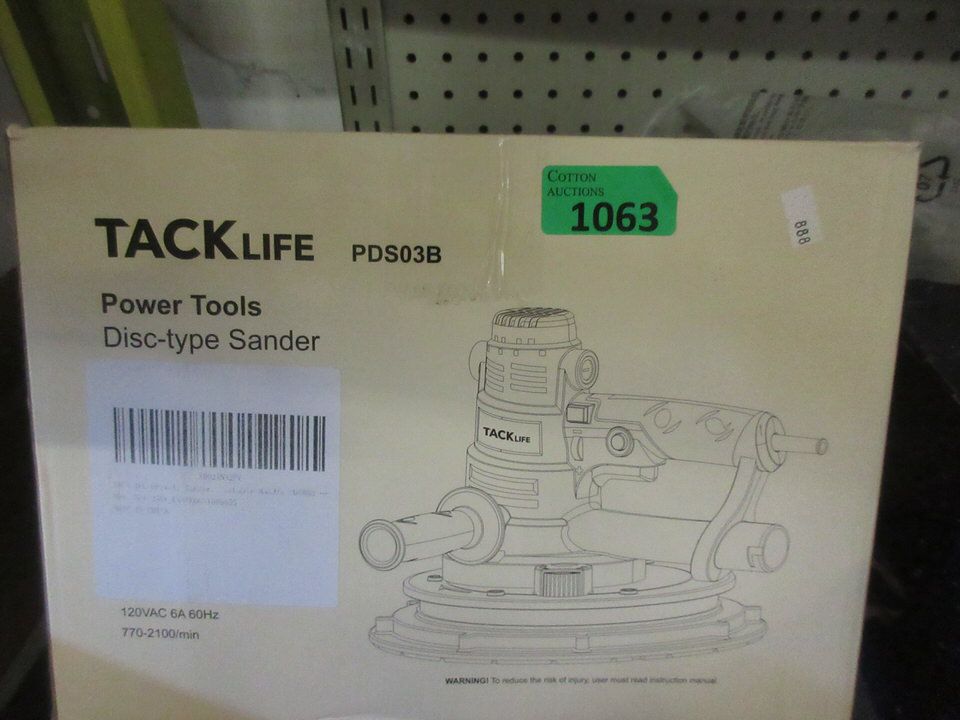 COTTON
AUCTIONS
1063
888
TACKLIFE PDS03B
Power Tools
Disc-type Sander
TACKLIFE
120VAC 6A 60Hz
770-2100/min
WARNING! To reduce the risk of injury, user must read instruction manual